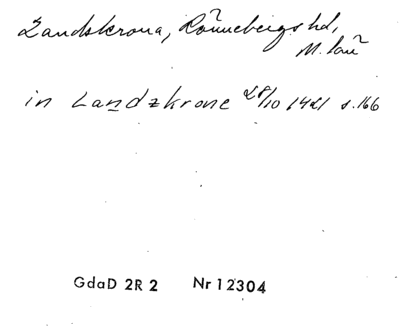 Landskrona, Rönnebergs hd,
M. län
in Landzkrone 28/10 1421 s. 166
GdaD 2R 2 Nr 12304